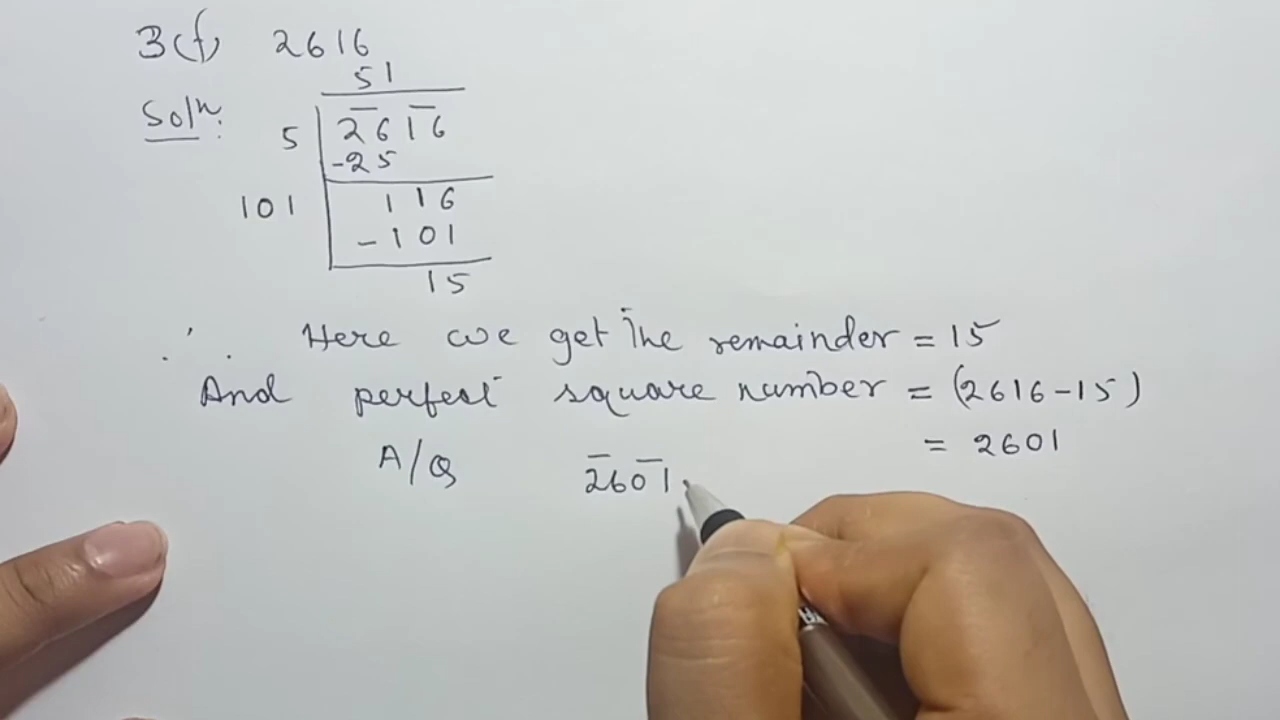 3(f) 2616
51
Solⁿ: 5 2616
-25
101 116
-101
15
∴ Here we get the remainder = 15
And perfect square number = (2616-15)
= 2601
A/Q 2601